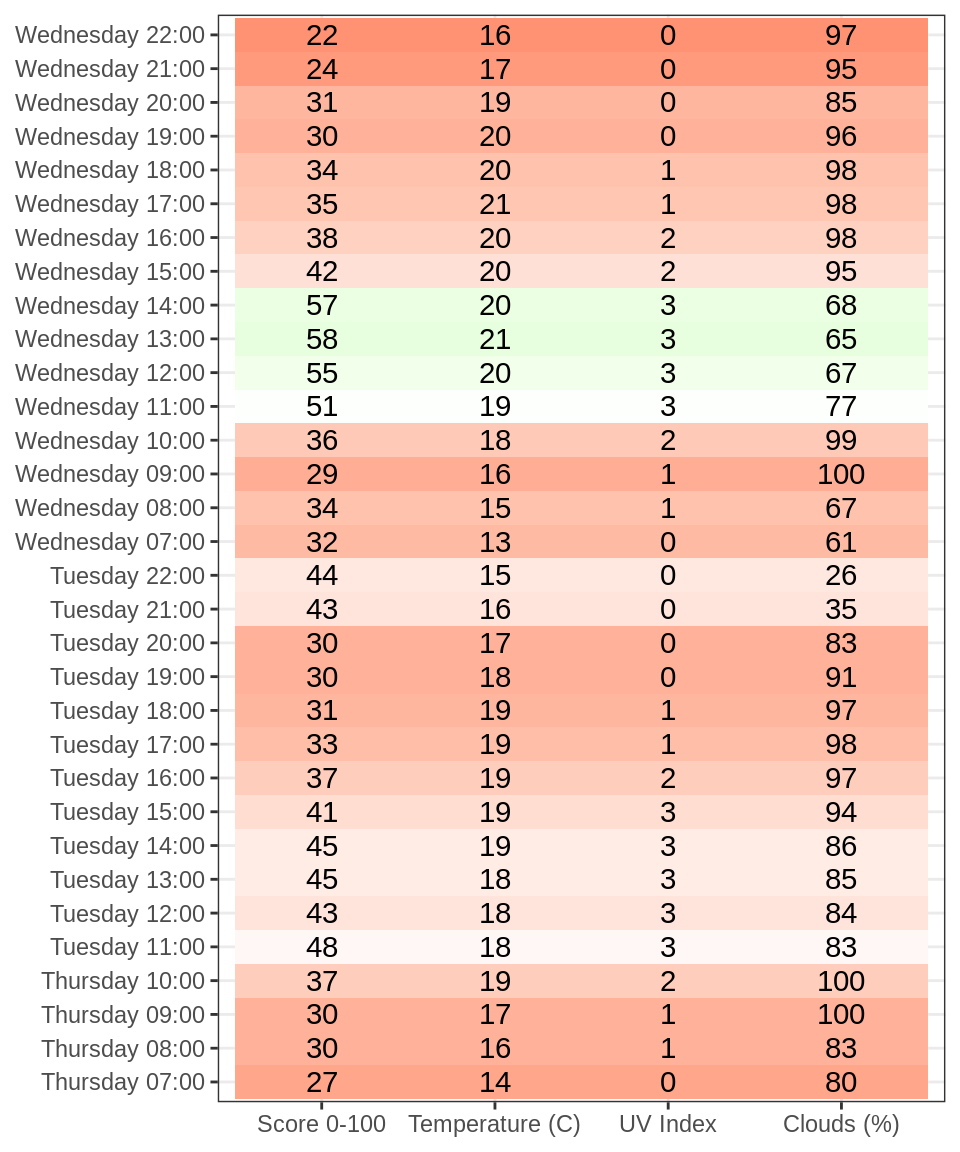 Wednesday 22:00 22 16 0 97
Wednesday 21:00 24 17 0 95
Wednesday 20:00 31 19 0 85
Wednesday 19:00 30 20 0 96
Wednesday 18:00 34 20 1 98
Wednesday 17:00 35 21 1 98
Wednesday 16:00 38 20 2 98
Wednesday 15:00 42 20 2 95
Wednesday 14:00 57 20 3 68
Wednesday 13:00 58 21 3 65
Wednesday 12:00 55 20 3 67
Wednesday 11:00 51 19 3 77
Wednesday 10:00 36 18 2 99
Wednesday 09:00 29 16 1 100
Wednesday 08:00 34 15 1 67
Wednesday 07:00 32 13 0 61
Tuesday 22:00 44 15 0 26
Tuesday 21:00 43 16 0 35
Tuesday 20:00 30 17 0 83
Tuesday 19:00 30 18 0 91
Tuesday 18:00 31 19 1 97
Tuesday 17:00 33 19 1 98
Tuesday 16:00 37 19 2 97
Tuesday 15:00 41 19 3 94
Tuesday 14:00 45 19 3 86
Tuesday 13:00 45 18 3 85
Tuesday 12:00 43 18 3 84
Tuesday 11:00 48 18 3 83
Thursday 10:00 37 19 2 100
Thursday 09:00 30 17 1 100
Thursday 08:00 30 16 1 83
Thursday 07:00 27 14 0 80
Score 0-100 Temperature (C) UV Index Clouds (%)